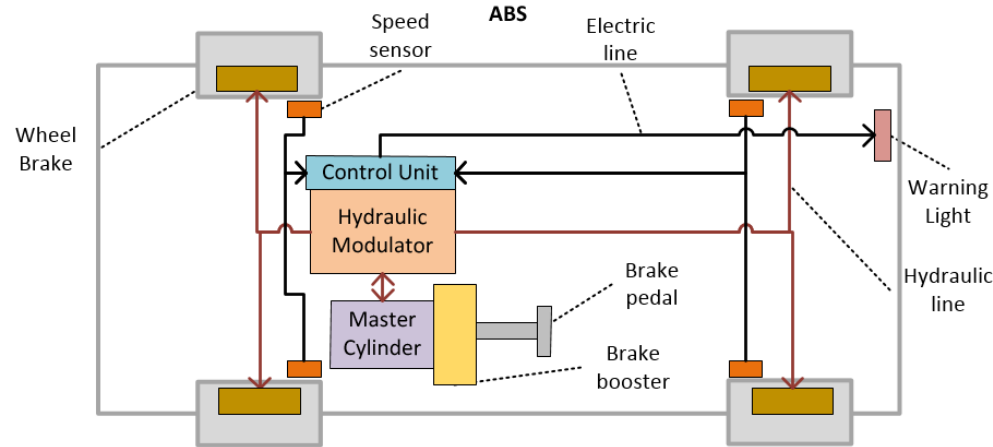 ABS
Speed
sensor
Electric
line
Wheel
Brake
Control Unit
Warning
Light
Hydraulic
Modulator
Brake
pedal
Hydraulic
line
Master
Cylinder
Brake
booster